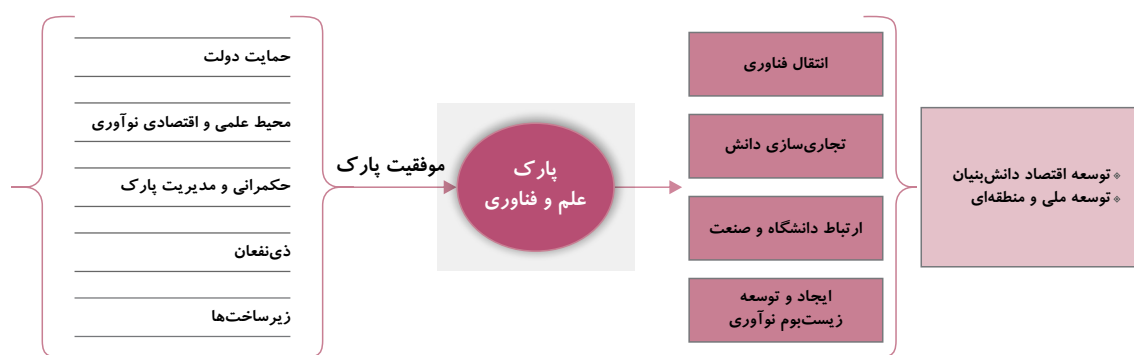 حمایت دولت
محیط علمی و اقتصادی نوآوری
حکمرانی و مدیریت پارک
ذی‌نفعان
زیرساخت‌ها
موفقیت پارک
پارک
علم و فناوری
انتقال فناوری
تجاری‌سازی دانش
ارتباط دانشگاه و صنعت
ایجاد و توسعه
زیست‌بوم نوآوری
توسعه اقتصاد دانش‌بنیان
توسعه ملی و منطقه‌ای